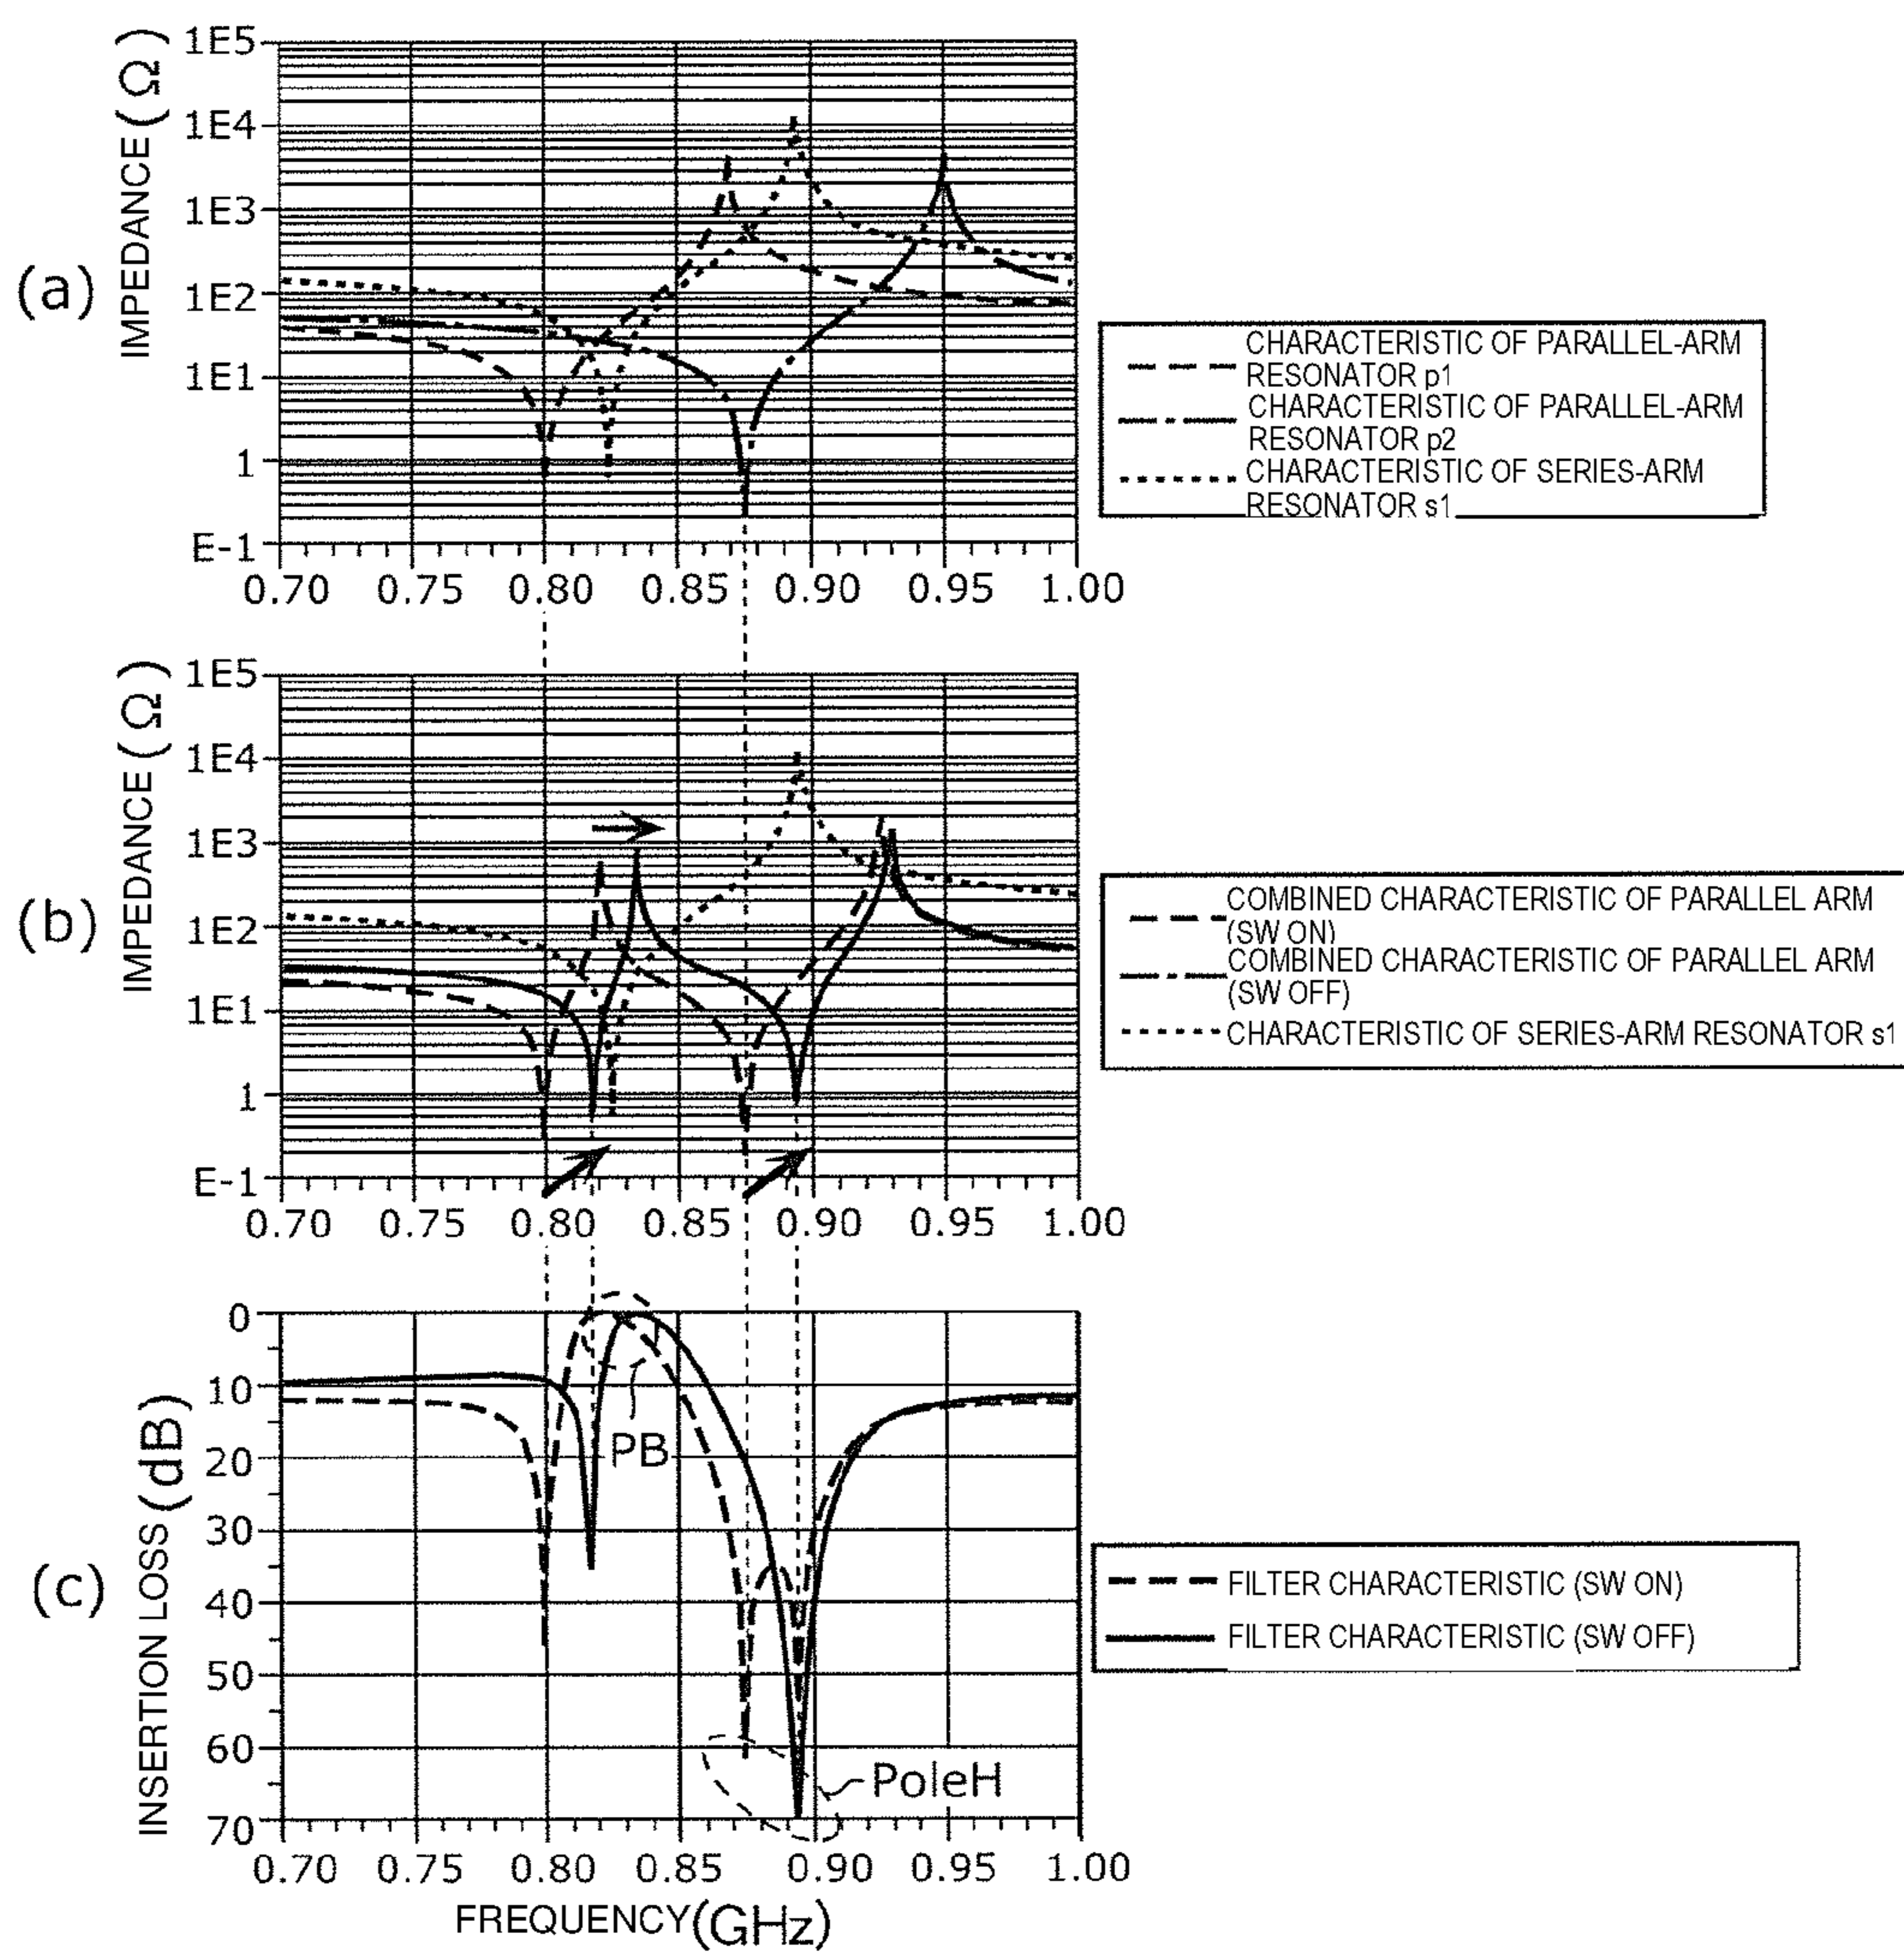 (a)
IMPEDANCE (Ω)
1E5
1E4
1E3
1E2
1E1
1
E-1
0.70 0.75 0.80 0.85 0.90 0.95 1.00
CHARACTERISTIC OF PARALLEL-ARM
RESONATOR p1
CHARACTERISTIC OF PARALLEL-ARM
RESONATOR p2
CHARACTERISTIC OF SERIES-ARM
RESONATOR s1
(b)
IMPEDANCE (Ω)
1E5
1E4
1E3
1E2
1E1
1
E-1
0.70 0.75 0.80 0.85 0.90 0.95 1.00
COMBINED CHARACTERISTIC OF PARALLEL ARM
(SW ON)
COMBINED CHARACTERISTIC OF PARALLEL ARM
(SW OFF)
CHARACTERISTIC OF SERIES-ARM RESONATOR s1
(c)
INSERTION LOSS (dB)
0
10
20
30
40
50
60
70
PB
PoleH
0.70 0.75 0.80 0.85 0.90 0.95 1.00
FREQUENCY (GHz)
FILTER CHARACTERISTIC (SW ON)
FILTER CHARACTERISTIC (SW OFF)